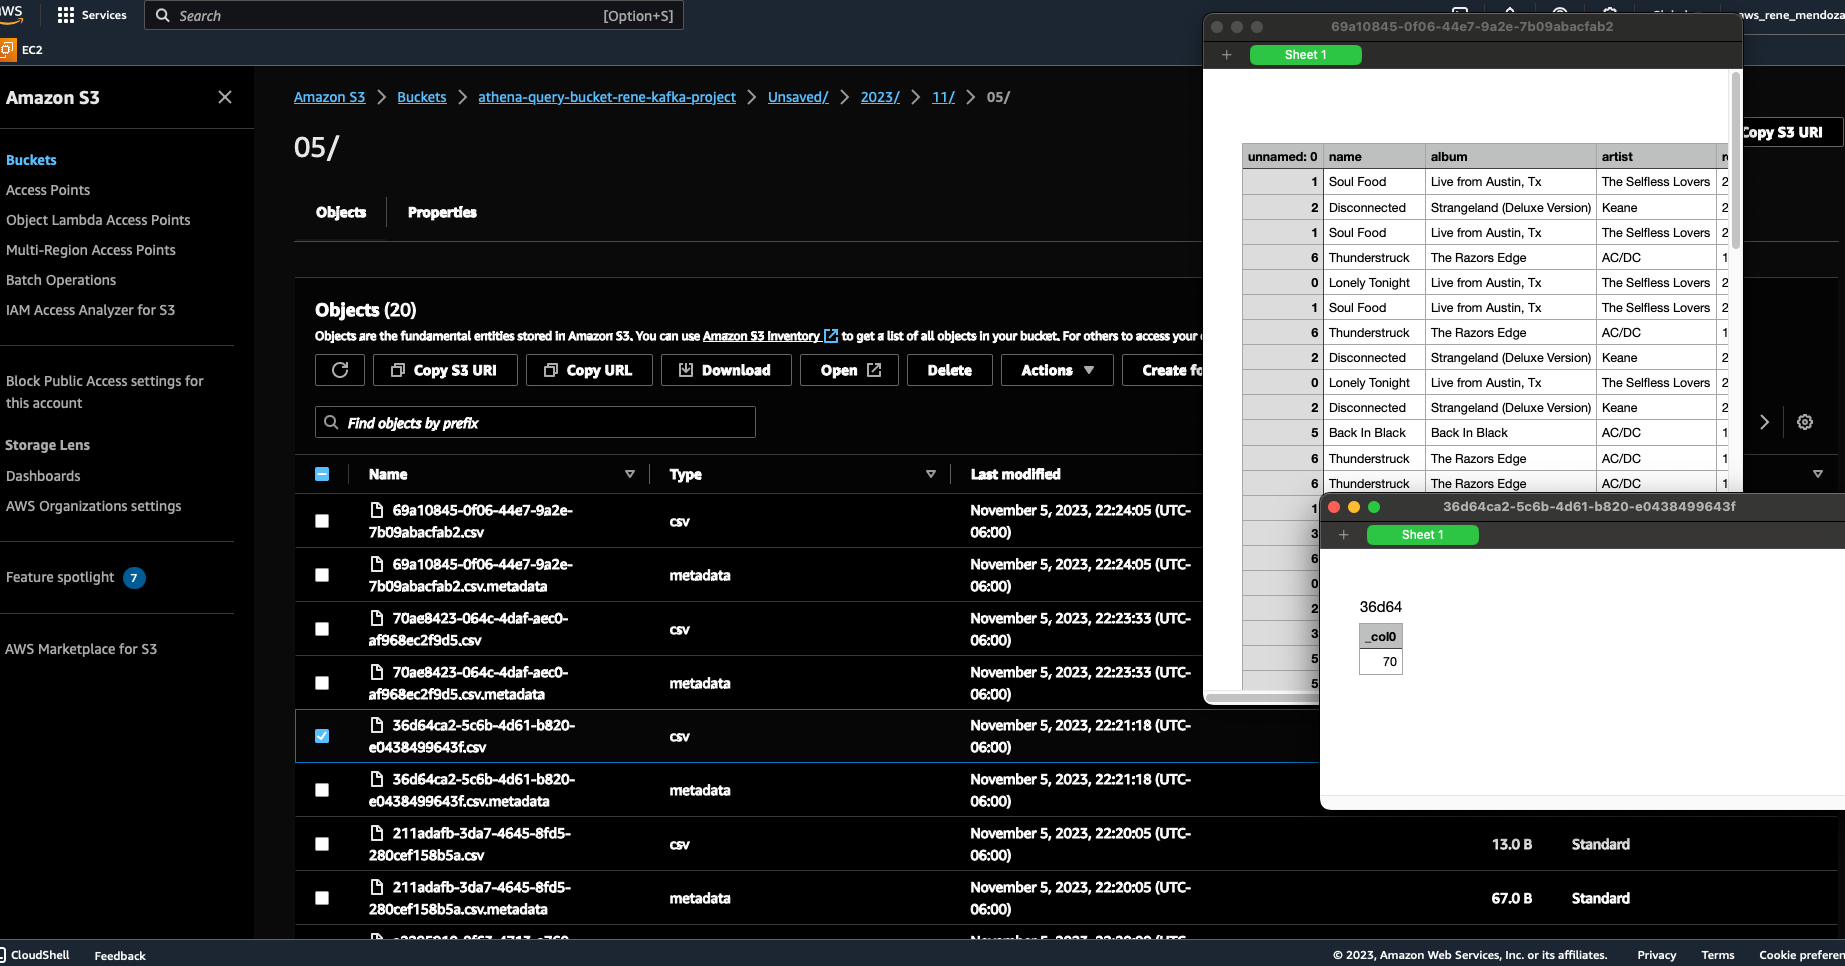 AWS
Services
Search
[Option+S]
EC2
Amazon S3
Buckets
Access Points
Object Lambda Access Points
Multi-Region Access Points
Batch Operations
IAM Access Analyzer for S3
Block Public Access settings for
this account
Storage Lens
Dashboards
AWS Organizations settings
Feature spotlight 7
AWS Marketplace for S3
Amazon S3 > Buckets > athena-query-bucket-rene-kafka-project > Unsaved/ > 2023/ > 11/ > 05/
05/
Copy S3 URI
Objects
Properties
Objects (20)
Objects are the fundamental entities stored in Amazon S3. You can use Amazon S3 Inventory to get a list of all objects in your bucket. For others to access your
Copy S3 URI
Copy URL
Download
Open
Delete
Actions
Create fo
Find objects by prefix
Name Type Last modified
69a10845-0f06-44e7-9a2e-
7b09abacfab2.csv
csv
November 5, 2023, 22:24:05 (UTC-
06:00)
69a10845-0f06-44e7-9a2e-
7b09abacfab2.csv.metadata
metadata
November 5, 2023, 22:24:05 (UTC-
06:00)
70ae8423-064c-4daf-aec0-
af968ec2f9d5.csv
csv
November 5, 2023, 22:23:33 (UTC-
06:00)
70ae8423-064c-4daf-aec0-
af968ec2f9d5.csv.metadata
metadata
November 5, 2023, 22:23:33 (UTC-
06:00)
36d64ca2-5c6b-4d61-b820-
e0438499643f.csv
csv
November 5, 2023, 22:21:18 (UTC-
06:00)
36d64ca2-5c6b-4d61-b820-
e0438499643f.csv.metadata
metadata
November 5, 2023, 22:21:18 (UTC-
06:00)
211adafb-3da7-4645-8fd5-
280cef158b5a.csv
csv
November 5, 2023, 22:20:05 (UTC-
06:00)
13.0 B
Standard
211adafb-3da7-4645-8fd5-
280cef158b5a.csv.metadata
metadata
November 5, 2023, 22:20:05 (UTC-
06:00)
67.0 B
Standard
aws_rene_mendoza
69a10845-0f06-44e7-9a2e-7b09abacfab2
+ Sheet 1
unnamed: 0 name album artist r
1 Soul Food Live from Austin, Tx The Selfless Lovers 2
2 Disconnected Strangeland (Deluxe Version) Keane 2
1 Soul Food Live from Austin, Tx The Selfless Lovers 2
6 Thunderstruck The Razors Edge AC/DC 1
0 Lonely Tonight Live from Austin, Tx The Selfless Lovers 2
1 Soul Food Live from Austin, Tx The Selfless Lovers 2
6 Thunderstruck The Razors Edge AC/DC 1
2 Disconnected Strangeland (Deluxe Version) Keane 2
0 Lonely Tonight Live from Austin, Tx The Selfless Lovers 2
2 Disconnected Strangeland (Deluxe Version) Keane 2
5 Back In Black Back In Black AC/DC 1
6 Thunderstruck The Razors Edge AC/DC 1
6 Thunderstruck The Razors Edge AC/DC 1
1
3
6
0
2
3
5
5
36d64ca2-5c6b-4d61-b820-e0438499643f
+ Sheet 1
36d64
_col0
70
CloudShell
Feedback
© 2023, Amazon Web Services, Inc. or its affiliates.
Privacy
Terms
Cookie preferen